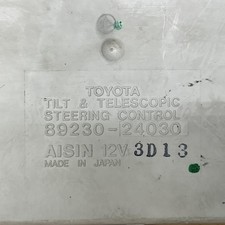 TOYOTA
TILT & TELESCOPIC
STEERING CONTROL
89230-24030
AISIN 12V 3D13
MADE IN JAPAN